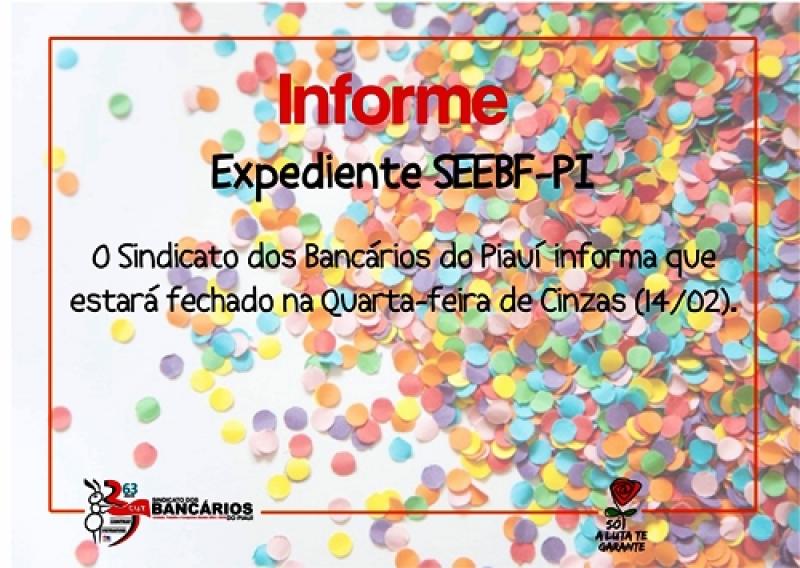 Informe
Expediente SEEBF-PI
O Sindicato dos Bancários do Piauí informa que
estará fechado na Quarta-feira de Cinzas (14/02).
63
CUT
SINDICATO DOS
BANCÁRIOS
DO PIAUÍ
SÓ
A LUTA TE
GARANTE